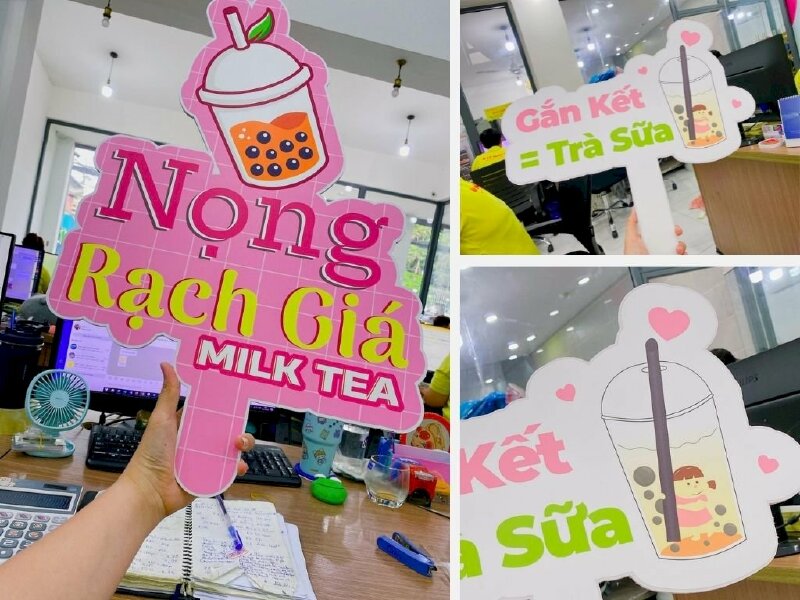 Nọng
Rạch Giá
MILK TEA
Gắn Kết
= Trà Sữa
Kết
à Sữa